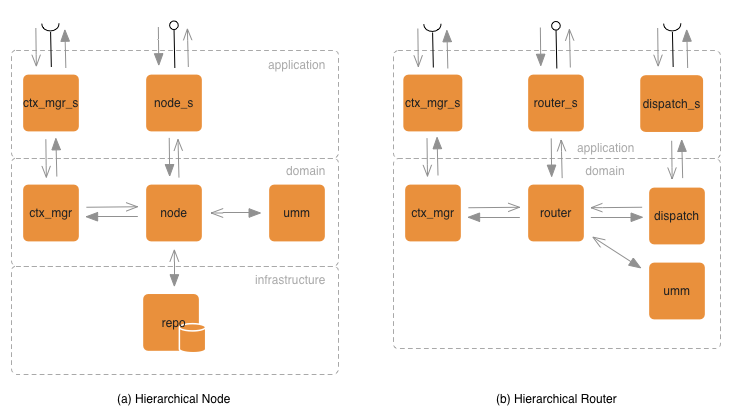 application
ctx_mgr_s
node_s
domain
ctx_mgr
node
umm
infrastructure
repo
(a) Hierarchical Node
ctx_mgr_s
router_s
dispatch_s
application
domain
ctx_mgr
router
dispatch
umm
(b) Hierarchical Router